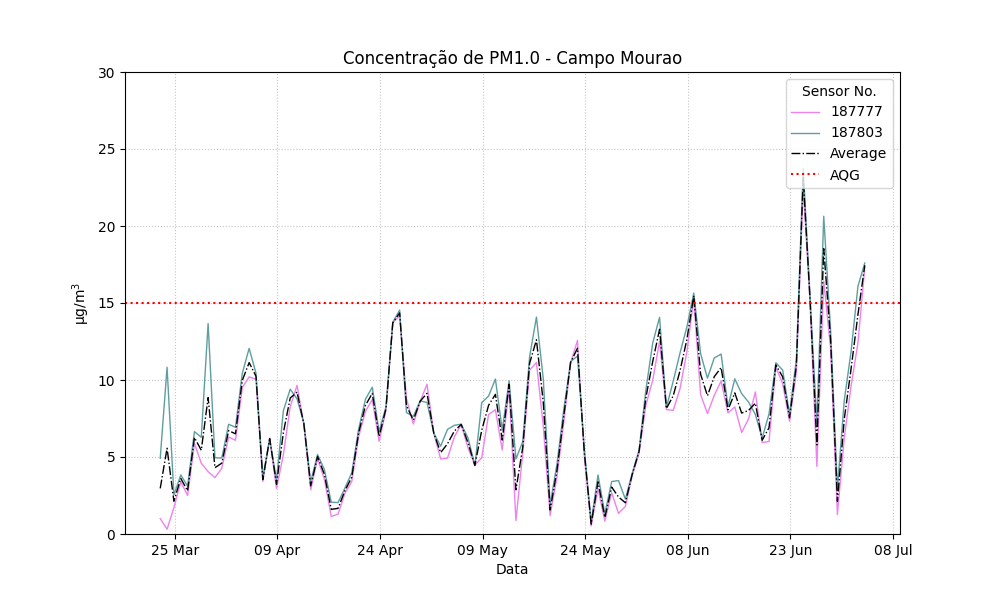 Concentração de PM1.0 - Campo Mourao
Sensor No.
187777
187803
Average
AQG
30
25
20
15
10
5
0
µg/m³
25 Mar
09 Apr
24 Apr
09 May
24 May
08 Jun
23 Jun
08 Jul
Data